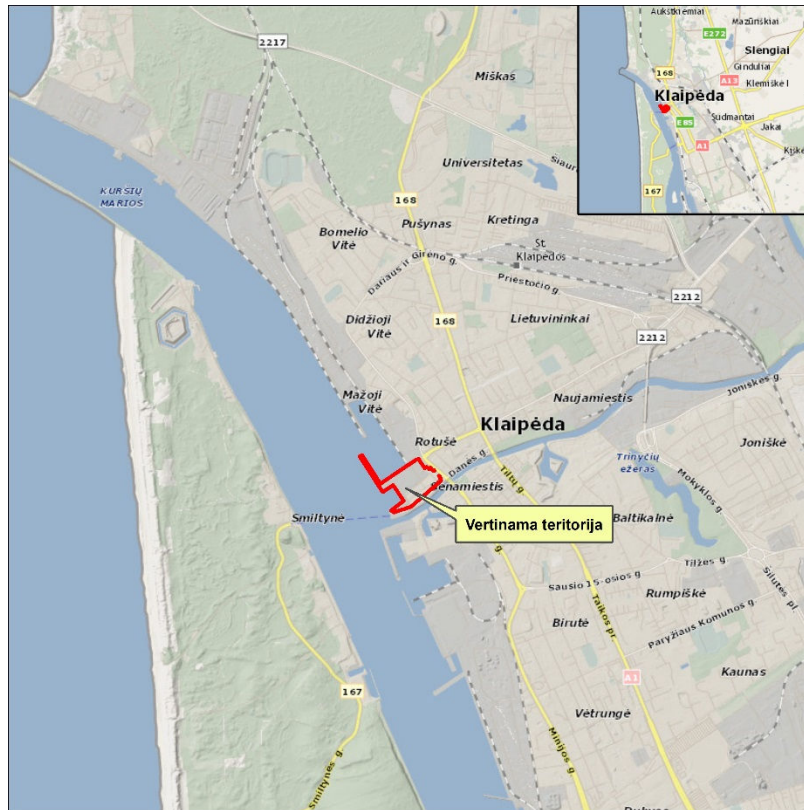 2217
Miškas
KURSIŲ
MARIOS
Universitetas
168
Pušynas
Kretinga
Bomelio
Vitė
St.
Klaipėdos
Dariaus ir Girėno g.
Priestočio g.
2212
Didžioji
Vitė
168
Lietuvininkai
2212
Joniškės g.
Mažoji
Vitė
Naujamiestis
Klaipėda
Rotušė
Danės g.
Tiltų g.
Trinyčių
ežeras
Joniškė
Mokyklos g.
Senamiestis
Smiltynė
Vertinama teritorija
Baltikalnė
Tilžės g.
Šilutės pl.
Sausio 15-osios g.
Rumpiškė
Taikos pr.
Birutė
Paryžiaus Komunos g.
Kaunas
A1
167
Vėtrungė
Minijos g.
Smiltynės g.
Aukštkiemiai
Mazūriškiai
E272
Slengiai
Ginduliai
168
A13
Klemiškė I
Klaipėda
Sudmantai
E85
Jakai
A1
167